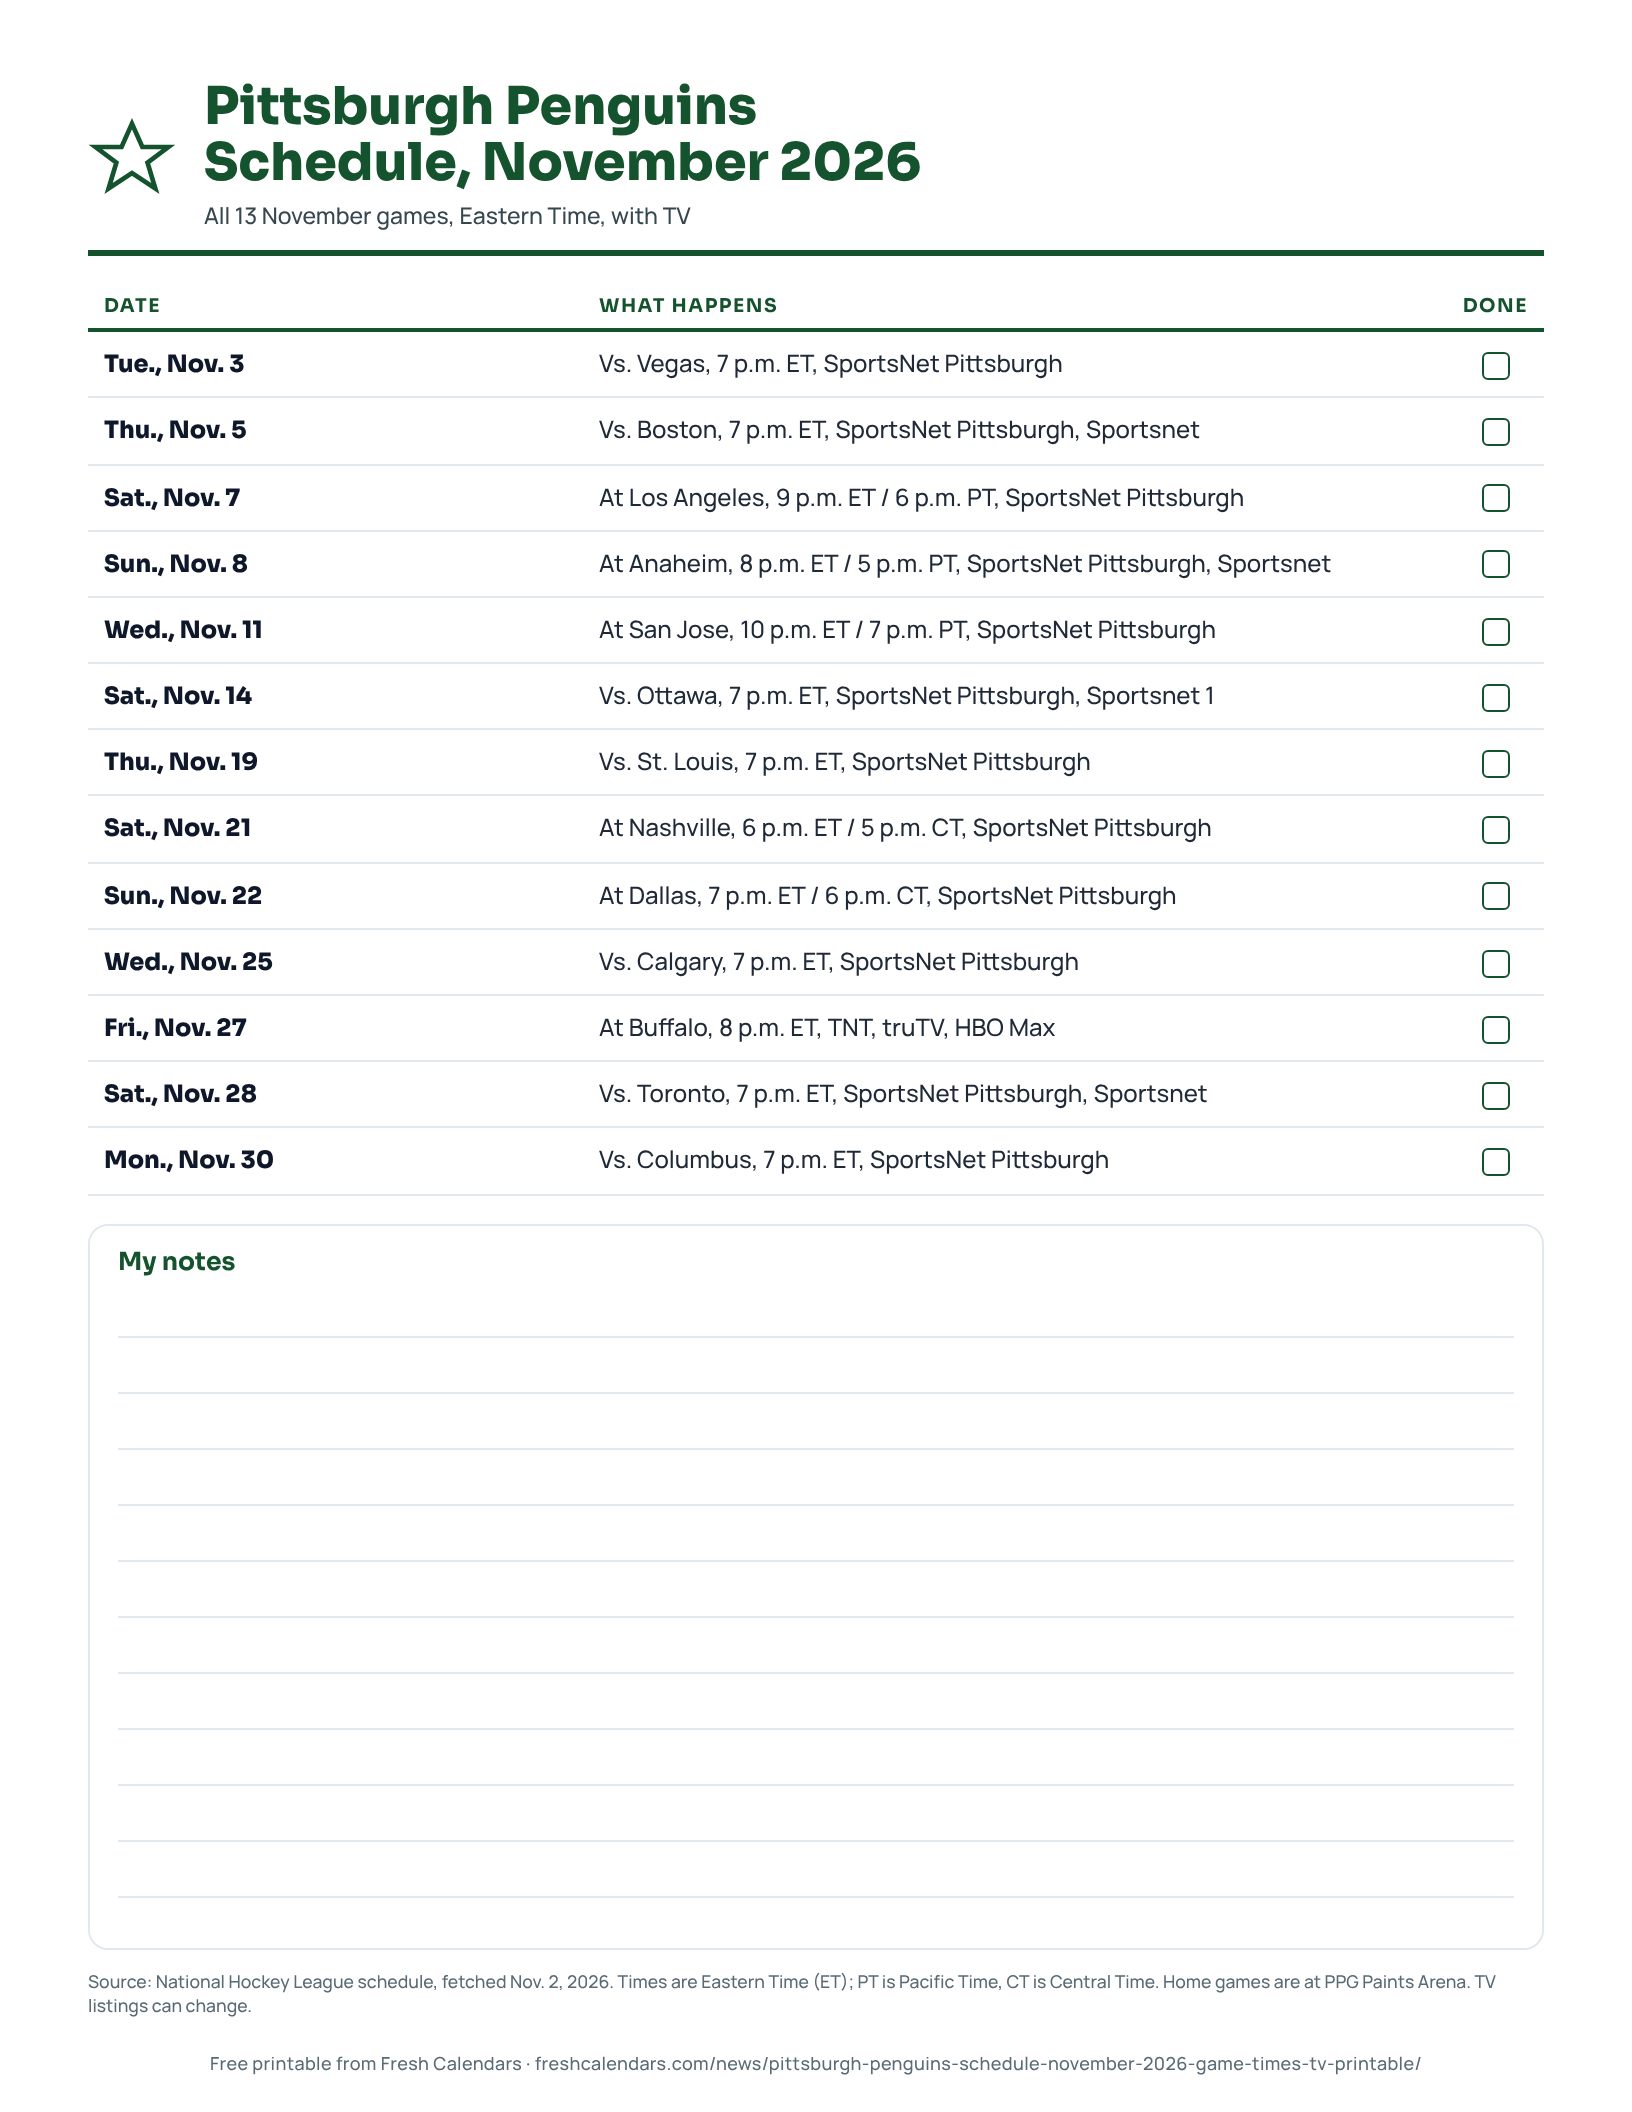 Pittsburgh Penguins
Schedule, November 2026
All 13 November games, Eastern Time, with TV
DATE WHAT HAPPENS DONE
Tue., Nov. 3 Vs. Vegas, 7 p.m. ET, SportsNet Pittsburgh
Thu., Nov. 5 Vs. Boston, 7 p.m. ET, SportsNet Pittsburgh, Sportsnet
Sat., Nov. 7 At Los Angeles, 9 p.m. ET / 6 p.m. PT, SportsNet Pittsburgh
Sun., Nov. 8 At Anaheim, 8 p.m. ET / 5 p.m. PT, SportsNet Pittsburgh, Sportsnet
Wed., Nov. 11 At San Jose, 10 p.m. ET / 7 p.m. PT, SportsNet Pittsburgh
Sat., Nov. 14 Vs. Ottawa, 7 p.m. ET, SportsNet Pittsburgh, Sportsnet 1
Thu., Nov. 19 Vs. St. Louis, 7 p.m. ET, SportsNet Pittsburgh
Sat., Nov. 21 At Nashville, 6 p.m. ET / 5 p.m. CT, SportsNet Pittsburgh
Sun., Nov. 22 At Dallas, 7 p.m. ET / 6 p.m. CT, SportsNet Pittsburgh
Wed., Nov. 25 Vs. Calgary, 7 p.m. ET, SportsNet Pittsburgh
Fri., Nov. 27 At Buffalo, 8 p.m. ET, TNT, truTV, HBO Max
Sat., Nov. 28 Vs. Toronto, 7 p.m. ET, SportsNet Pittsburgh, Sportsnet
Mon., Nov. 30 Vs. Columbus, 7 p.m. ET, SportsNet Pittsburgh
My notes
Source: National Hockey League schedule, fetched Nov. 2, 2026. Times are Eastern Time (ET); PT is Pacific Time, CT is Central Time. Home games are at PPG Paints Arena. TV
listings can change.
Free printable from Fresh Calendars · freshcalendars.com/news/pittsburgh-penguins-schedule-november-2026-game-times-tv-printable/